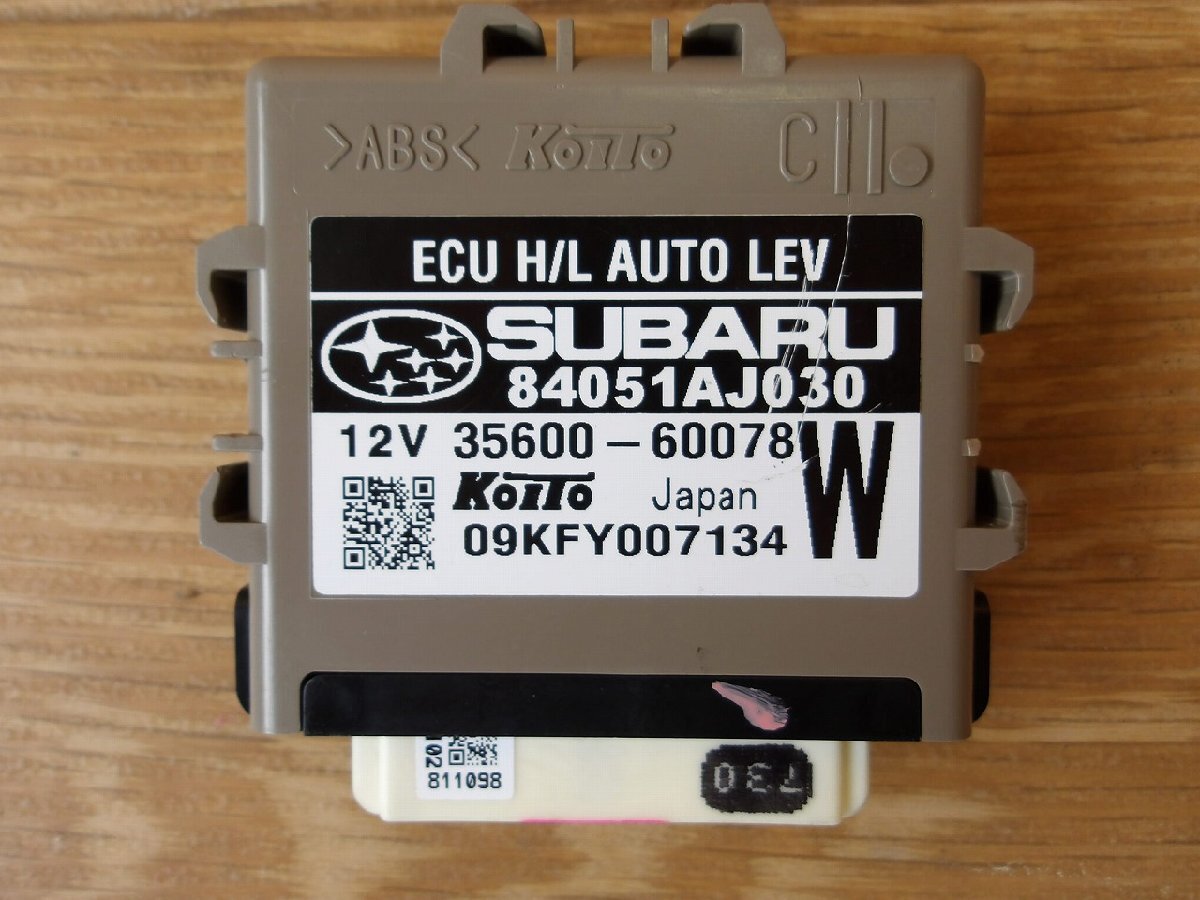 >ABS< KOITO C
ECU H/L AUTO LEV
SUBARU
84051AJ030
12V 35600-60078 W
KOITO Japan
09KFY007134
811098
T30